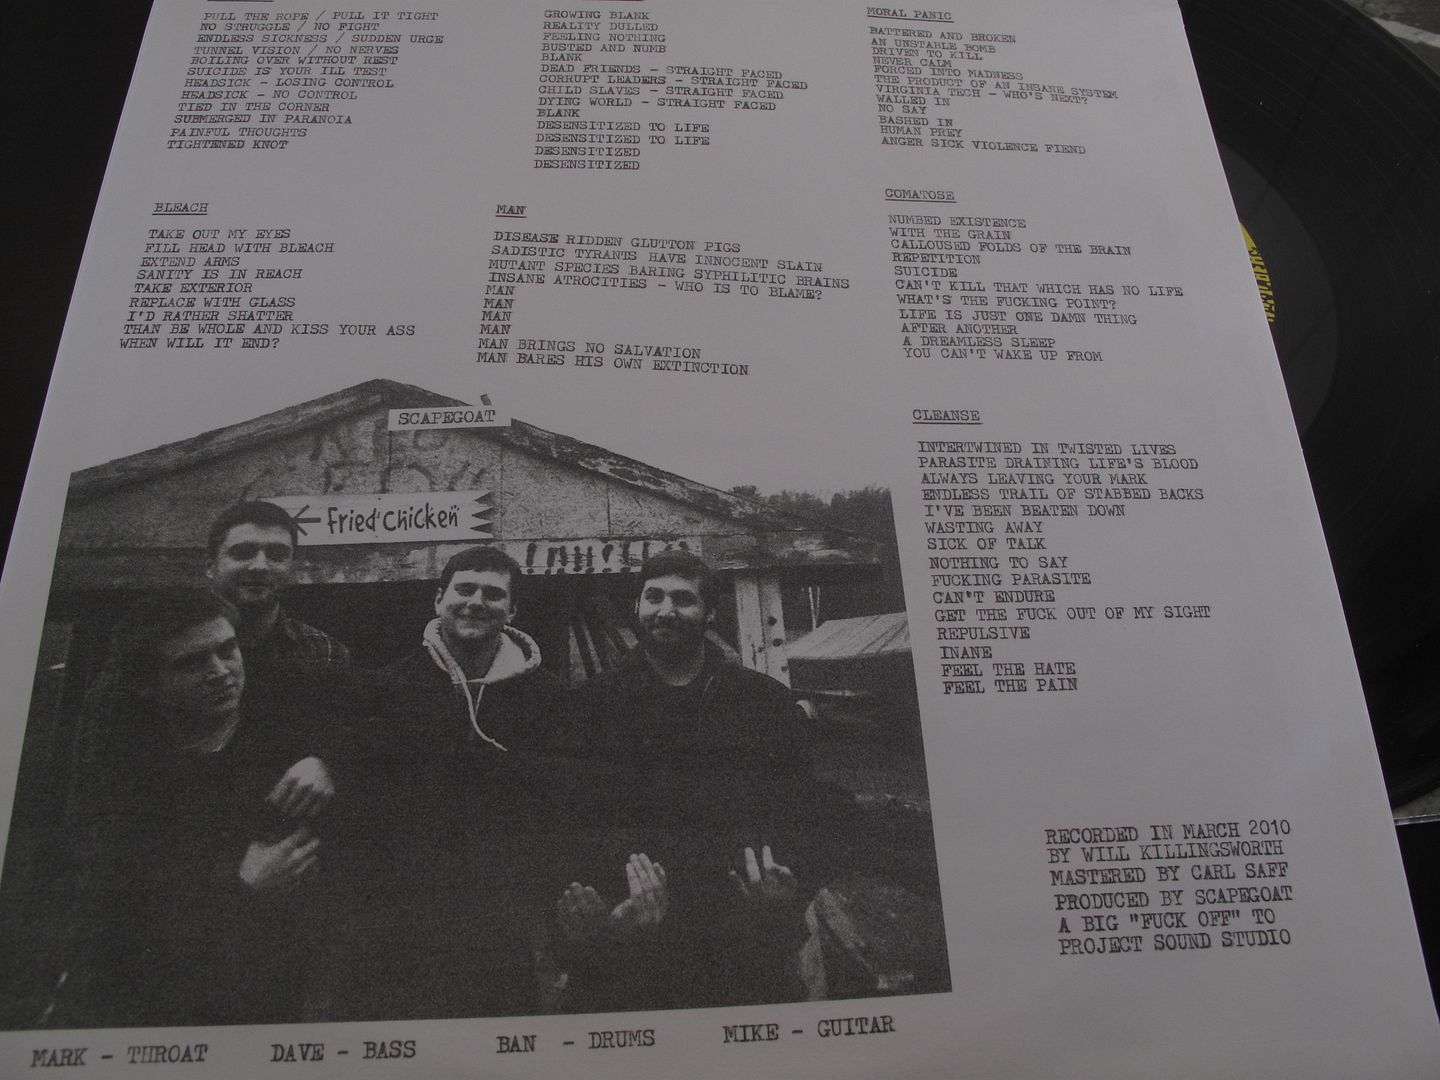 PULL THE ROPE / PULL IT TIGHT
NO STRUGGLE / NO FIGHT
ENDLESS SICKNESS / SUDDEN URGE
TUNNEL VISION / NO NERVES
BOILING OVER WITHOUT REST
SUICIDE IS YOUR ILL TEST
HEADSICK - LOSING CONTROL
HEADSICK - NO CONTROL
TIED IN THE CORNER
SUBMERGED IN PARANOIA
PAINFUL THOUGHTS
TIGHTENED KNOT
GROWING BLANK
REALITY DULLED
FEELING NOTHING
BUSTED AND NUMB
BLANK
DEAD FRIENDS - STRAIGHT FACED
CORRUPT LEADERS - STRAIGHT FACED
CHILD SLAVES - STRAIGHT FACED
DYING WORLD - STRAIGHT FACED
BLANK
DESENSITIZED TO LIFE
DESENSITIZED TO LIFE
DESENSITIZED
DESENSITIZED
MORAL PANIC
BATTERED AND BROKEN
AN UNSTABLE BOMB
DRIVEN TO KILL
NEVER CALM
FORCED INTO MADNESS
THE PRODUCT OF AN INSANE SYSTEM
VIRGINIA TECH - WHO'S NEXT?
WALLED IN
NO SAY
BASHED IN
HUMAN PREY
ANGER SICK VIOLENCE FIEND
BLEACH
TAKE OUT MY EYES
FILL HEAD WITH BLEACH
EXTEND ARMS
SANITY IS IN REACH
TAKE EXTERIOR
REPLACE WITH GLASS
I'D RATHER SHATTER
THAN BE WHOLE AND KISS YOUR ASS
WHEN WILL IT END?
MAN
DISEASE RIDDEN GLUTTON PIGS
SADISTIC TYRANTS HAVE INNOCENT SLAIN
MUTANT SPECIES BARING SYPHILITIC BRAINS
INSANE ATROCITIES - WHO IS TO BLAME?
MAN
MAN
MAN
MAN
MAN BRINGS NO SALVATION
MAN BARES HIS OWN EXTINCTION
COMATOSE
NUMBED EXISTENCE
WITH THE GRAIN
CALLOUSED FOLDS OF THE BRAIN
REPETITION
SUICIDE
CAN'T KILL THAT WHICH HAS NO LIFE
WHAT'S THE FUCKING POINT?
LIFE IS JUST ONE DAMN THING
AFTER ANOTHER
A DREAMLESS SLEEP
YOU CAN'T WAKE UP FROM
CLEANSE
INTERTWINED IN TWISTED LIVES
PARASITE DRAINING LIFE'S BLOOD
ALWAYS LEAVING YOUR MARK
ENDLESS TRAIL OF STABBED BACKS
I'VE BEEN BEATEN DOWN
WASTING AWAY
SICK OF TALK
NOTHING TO SAY
FUCKING PARASITE
CAN'T ENDURE
GET THE FUCK OUT OF MY SIGHT
REPULSIVE
INANE
FEEL THE HATE
FEEL THE PAIN
SCAPEGOAT
Fried Chicken
RECORDED IN MARCH 2010
BY WILL KILLINGSWORTH
MASTERED BY CARL SAFF
PRODUCED BY SCAPEGOAT
A BIG "FUCK OFF" TO
PROJECT SOUND STUDIO
MARK - THROAT DAVE - BASS BAN - DRUMS MIKE - GUITAR